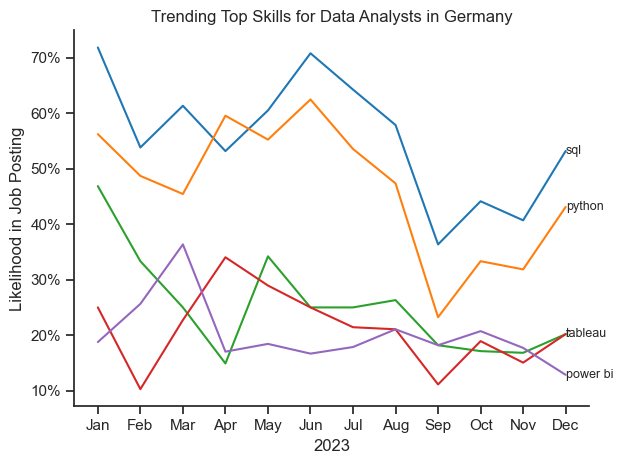 Trending Top Skills for Data Analysts in Germany
Likelihood in Job Posting
70%
60%
50%
40%
30%
20%
10%
sql
python
tableau
power bi
Jan Feb Mar Apr May Jun Jul Aug Sep Oct Nov Dec
2023